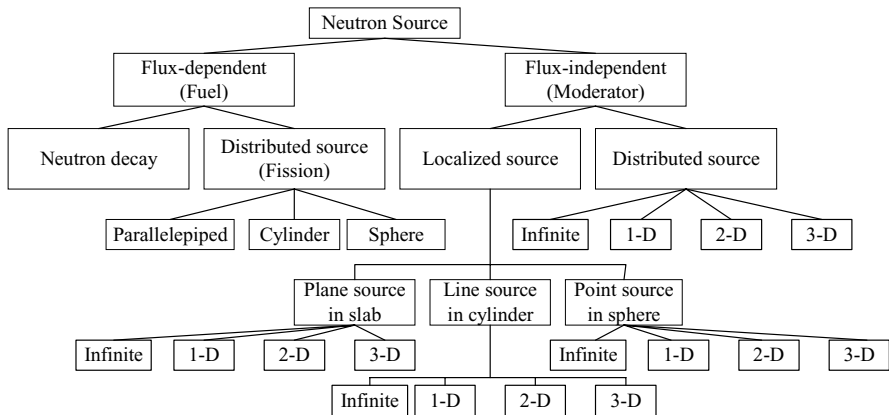 Neutron Source
Flux-dependent
(Fuel)
Flux-independent
(Moderator)
Neutron decay
Distributed source
(Fission)
Localized source
Distributed source
Parallelepiped
Cylinder
Sphere
Infinite
1-D
2-D
3-D
Plane source
in slab
Line source
in cylinder
Point source
in sphere
Infinite
1-D
2-D
3-D
Infinite
1-D
2-D
3-D
Infinite
1-D
2-D
3-D